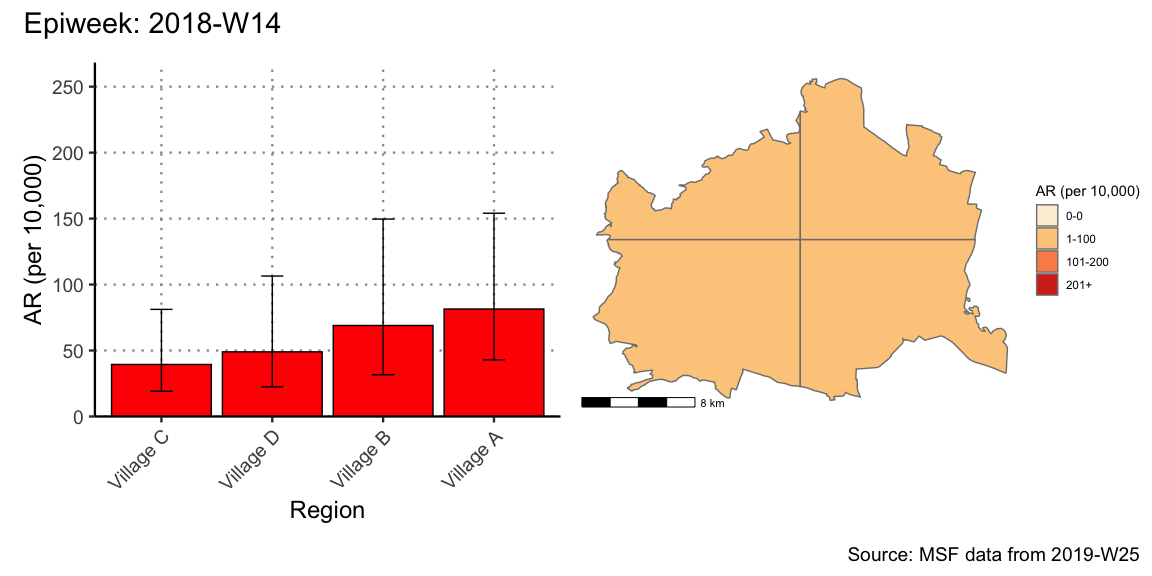 Epiweek: 2018-W14
AR (per 10,000)
250
200
150
100
50
0
Village C
Village D
Village B
Village A
Region
8 km
AR (per 10,000)
0-0
1-100
101-200
201+
Source: MSF data from 2019-W25